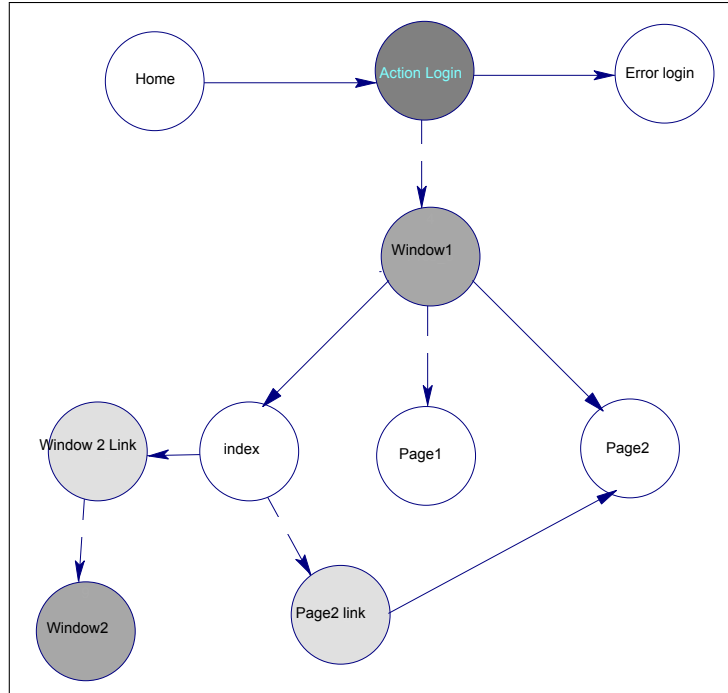 Home
Action Login
Error login
Window1
Window 2 Link
index
Page1
Page2
Window2
Page2 link